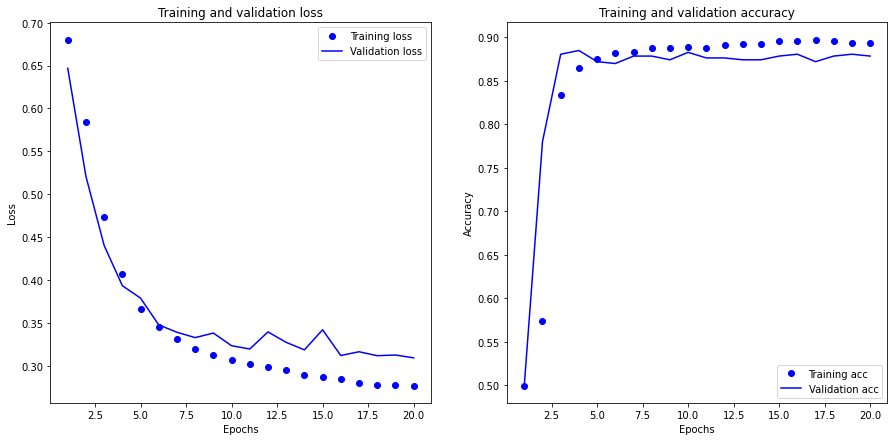 Training and validation loss
Training loss
Validation loss
0.70
0.65
0.60
0.55
0.50
0.45
0.40
0.35
0.30
Loss
2.5 5.0 7.5 10.0 12.5 15.0 17.5 20.0
Epochs
Training and validation accuracy
0.90
0.85
0.80
0.75
0.70
0.65
0.60
0.55
0.50
Accuracy
Training acc
Validation acc
2.5 5.0 7.5 10.0 12.5 15.0 17.5 20.0
Epochs